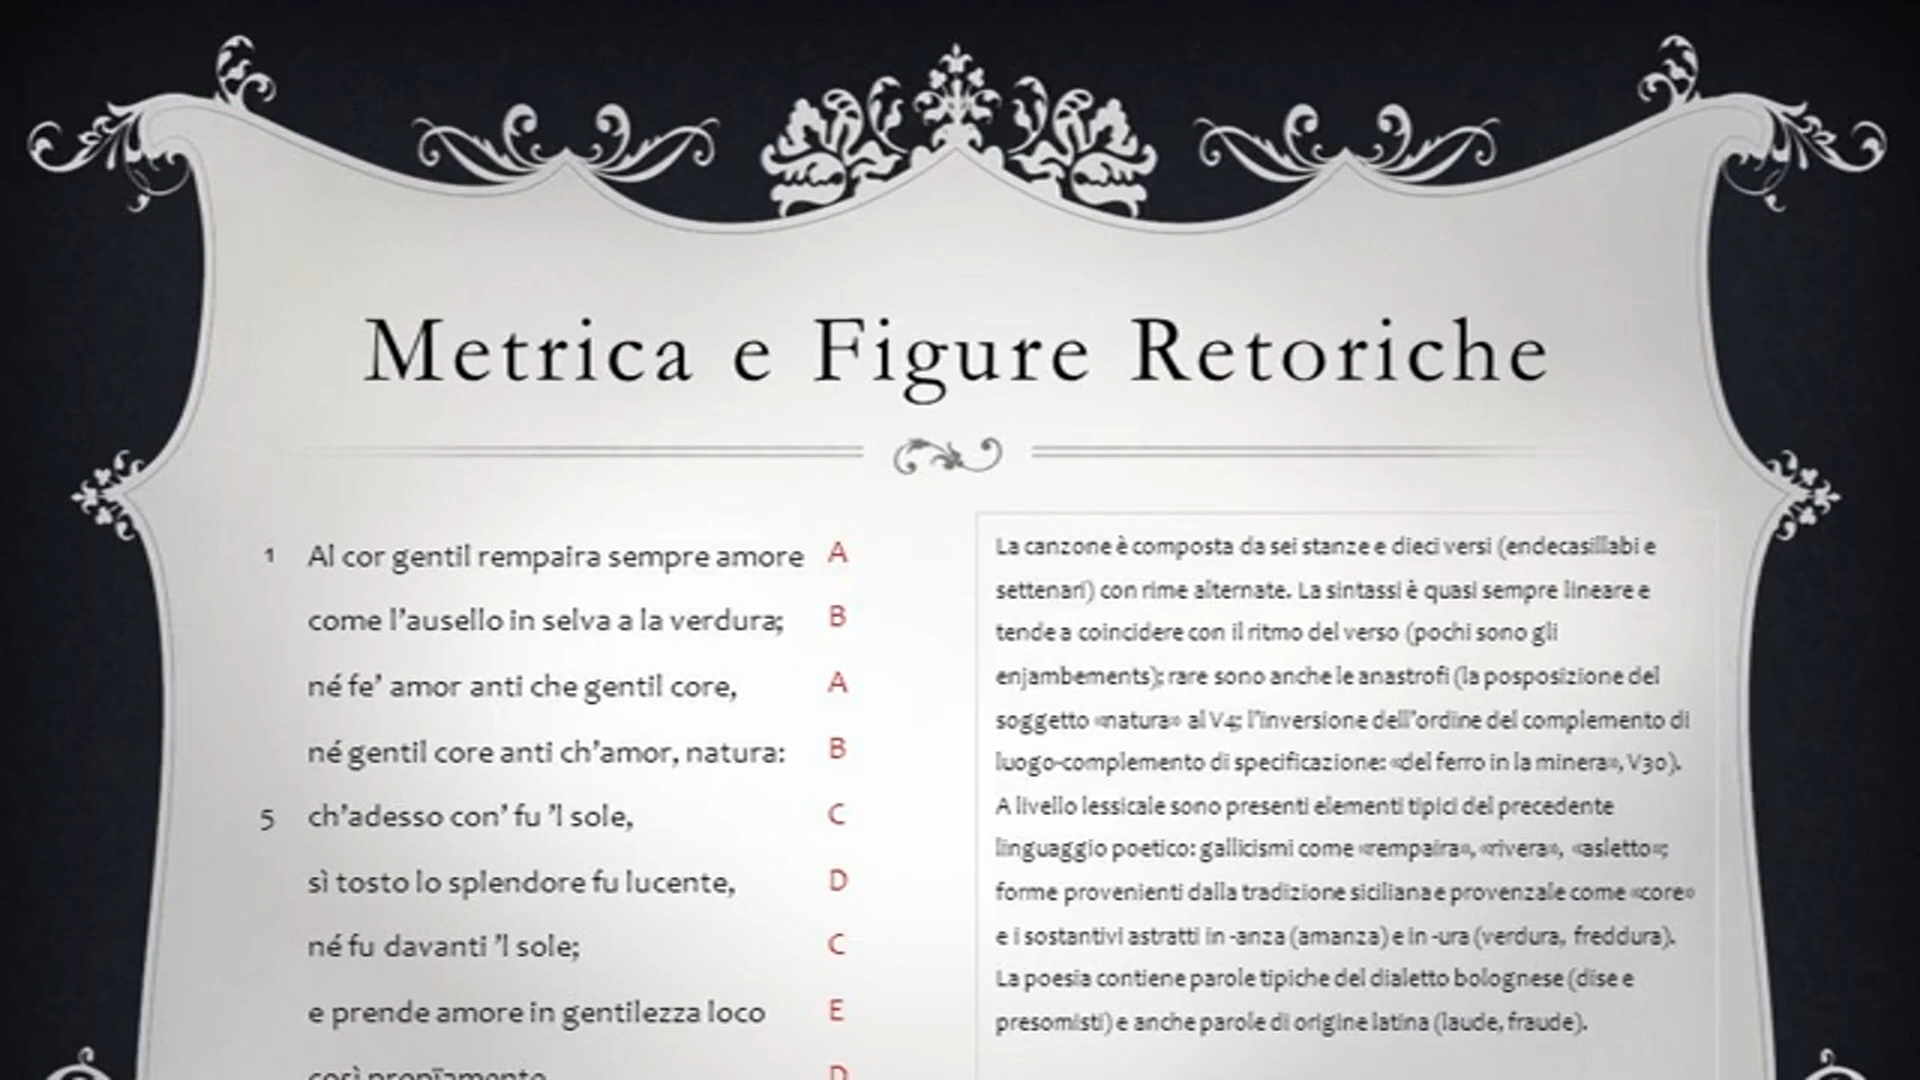 Metrica e Figure Retoriche
1 Al cor gentil rempaira sempre amore A
come l'ausello in selva a la verdura; B
né fe' amor anti che gentil core, A
né gentil core anti ch'amor, natura: B
5 ch'adesso con' fu 'l sole, C
sì tosto lo splendore fu lucente, D
né fu davanti 'l sole; C
e prende amore in gentilezza loco E
così propïamente D
La canzone è composta da sei stanze e dieci versi (endecasillabi e
settenari) con rime alternate. La sintassi è quasi sempre lineare e
tende a coincidere con il ritmo del verso (pochi sono gli
enjambements); rare sono anche le anastrofi (la posposizione del
soggetto «natura» al V4; l'inversione dell'ordine del complemento di
luogo-complemento di specificazione: «del ferro in la minera», V30).
A livello lessicale sono presenti elementi tipici del precedente
linguaggio poetico: gallicismi come «rempaira», «rivera», «asletto»;
forme provenienti dalla tradizione siciliana e provenzale come «core»
e i sostantivi astratti in -anza (amanza) e in -ura (verdura, freddura).
La poesia contiene parole tipiche del dialetto bolognese (dise e
presomisti) e anche parole di origine latina (laude, fraude).